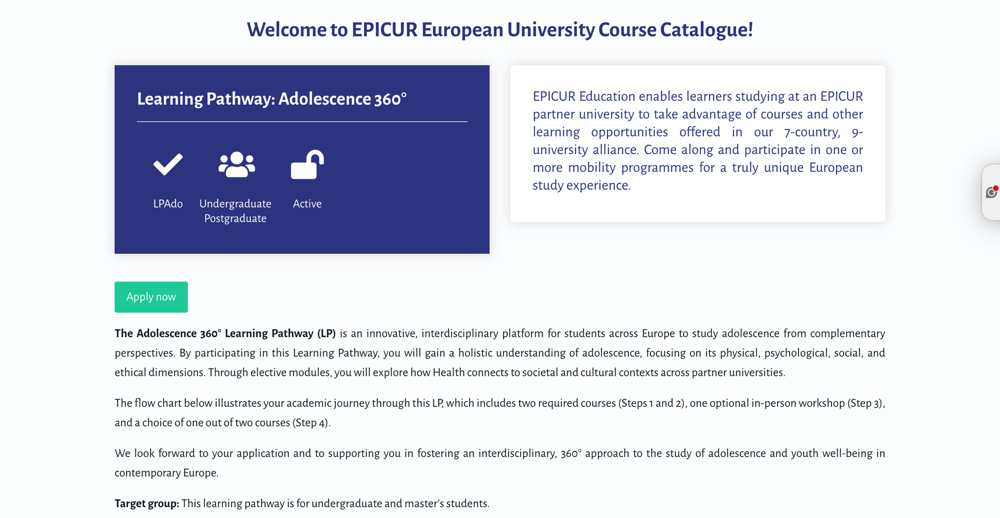 Welcome to EPICUR European University Course Catalogue!
Learning Pathway: Adolescence 360°
LPAdo
Undergraduate
Postgraduate
Active
EPICUR Education enables learners studying at an EPICUR
partner university to take advantage of courses and other
learning opportunities offered in our 7-country, 9-
university alliance. Come along and participate in one or
more mobility programmes for a truly unique European
study experience.
Apply now
The Adolescence 360° Learning Pathway (LP) is an innovative, interdisciplinary platform for students across Europe to study adolescence from complementary
perspectives. By participating in this Learning Pathway, you will gain a holistic understanding of adolescence, focusing on its physical, psychological, social, and
ethical dimensions. Through elective modules, you will explore how Health connects to societal and cultural contexts across partner universities.
The flow chart below illustrates your academic journey through this LP, which includes two required courses (Steps 1 and 2), one optional in-person workshop (Step 3),
and a choice of one out of two courses (Step 4).
We look forward to your application and to supporting you in fostering an interdisciplinary, 360° approach to the study of adolescence and youth well-being in
contemporary Europe.
Target group: This learning pathway is for undergraduate and master's students.